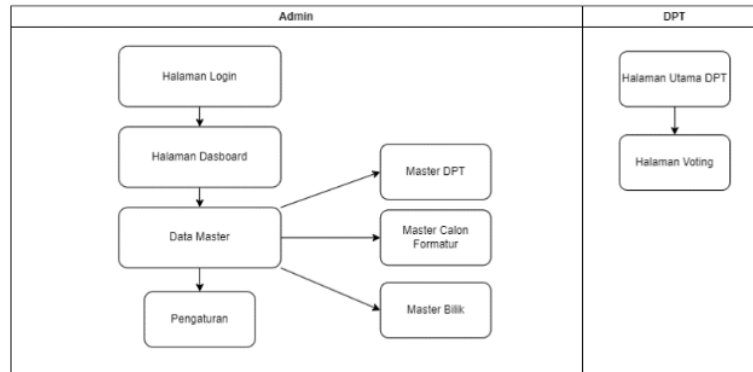 Admin
DPT
Halaman Login
Halaman Dasboard
Data Master
Pengaturan
Master DPT
Master Calon
Formatur
Master Bilik
Halaman Utama DPT
Halaman Voting